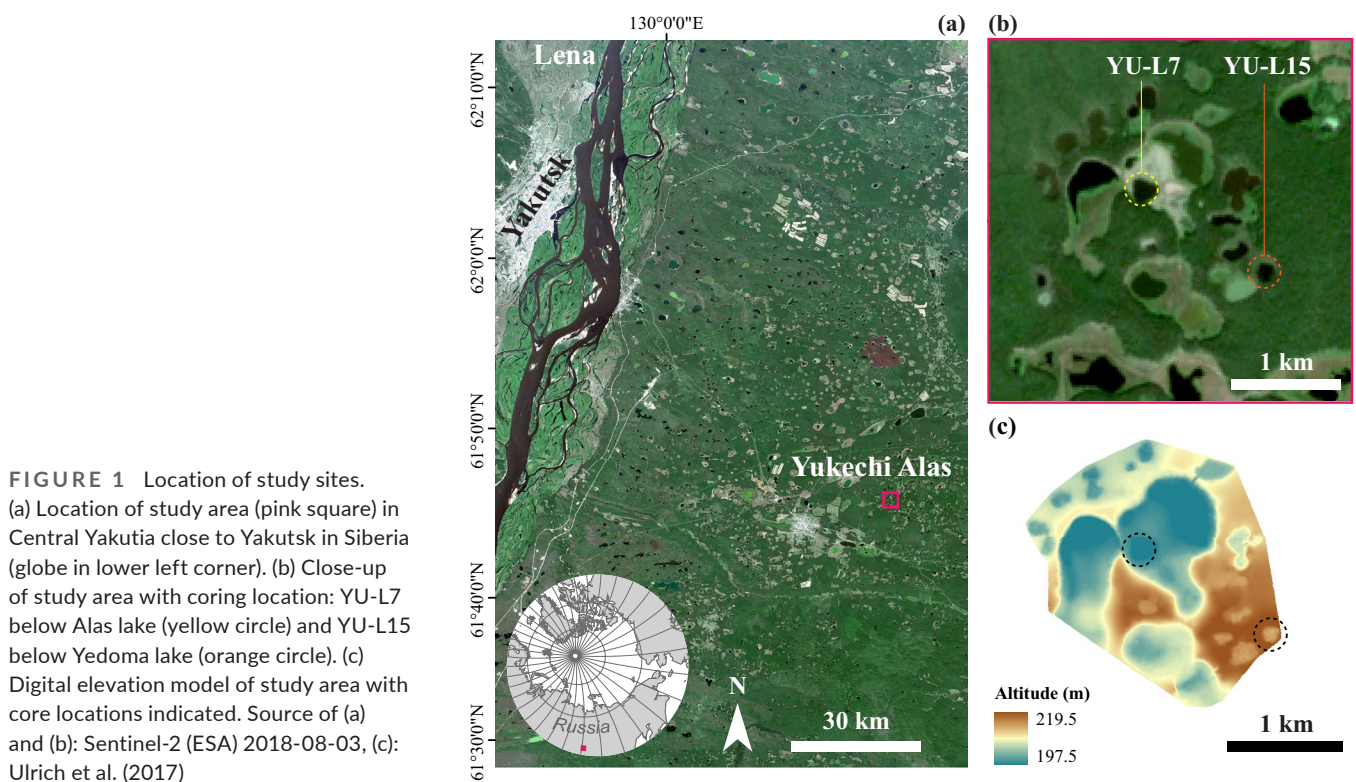 FIGURE 1 Location of study sites.
(a) Location of study area (pink square) in
Central Yakutia close to Yakutsk in Siberia
(globe in lower left corner). (b) Close-up
of study area with coring location: YU-L7
below Alas lake (yellow circle) and YU-L15
below Yedoma lake (orange circle). (c)
Digital elevation model of study area with
core locations indicated. Source of (a)
and (b): Sentinel-2 (ESA) 2018-08-03, (c):
Ulrich et al. (2017)
130°0'0"E
(a)
Lena
Yakutsk
62°10'0"N
62°0'0"N
61°50'0"N
61°40'0"N
61°30'0"N
Yukechi Alas
Russia
N
30 km
(b)
YU-L7
YU-L15
1 km
(c)
Altitude (m)
219.5
197.5
1 km